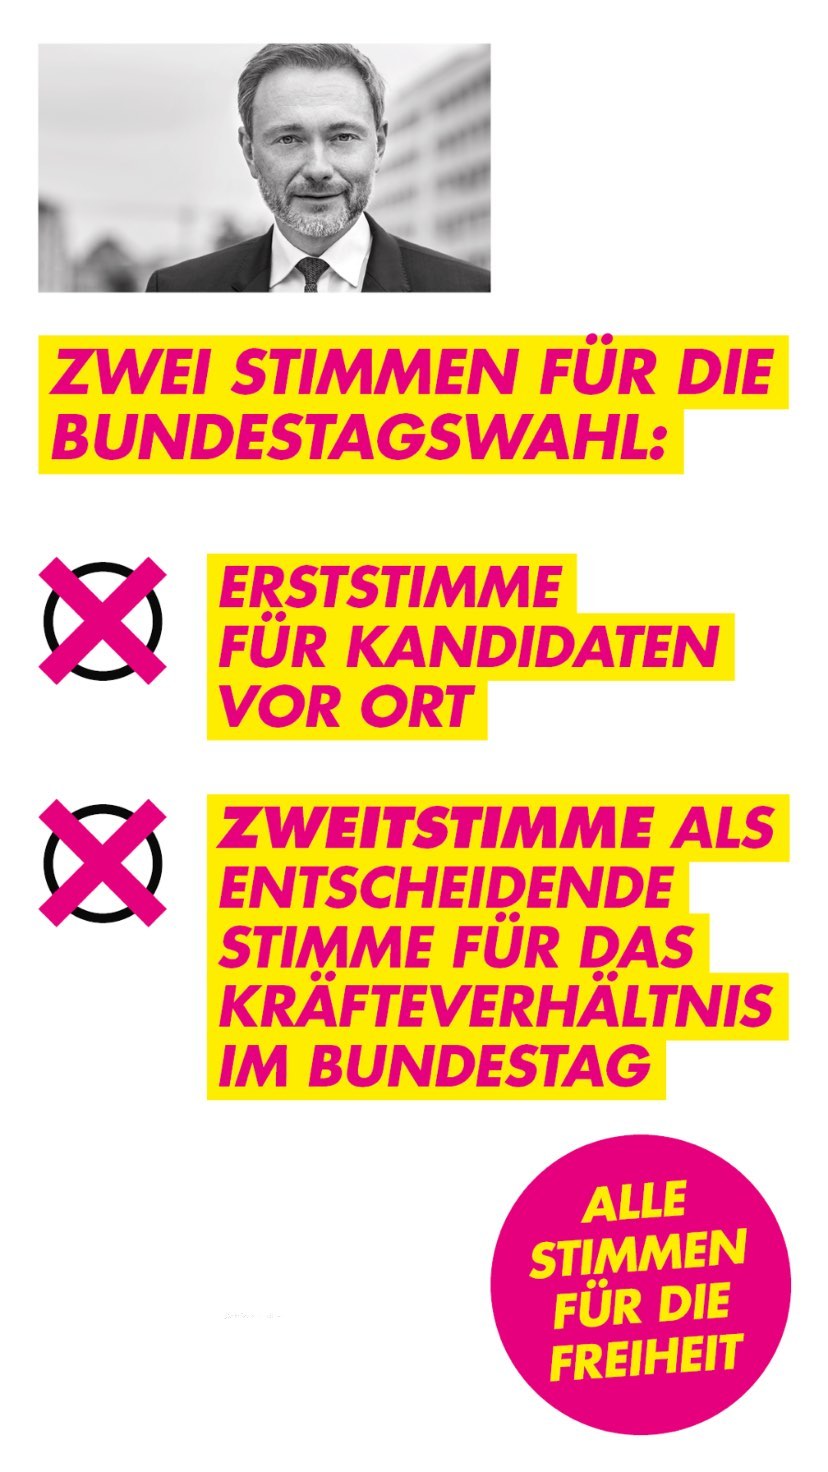 ZWEI STIMMEN FÜR DIE
BUNDESTAGSWAHL:
ERSTSTIMME
FÜR KANDIDATEN
VOR ORT
ZWEITSTIMME ALS
ENTSCHEIDENDE
STIMME FÜR DAS
KRÄFTEVERHÄLTNIS
IM BUNDESTAG
ALLE
STIMMEN
FÜR DIE
FREIHEIT